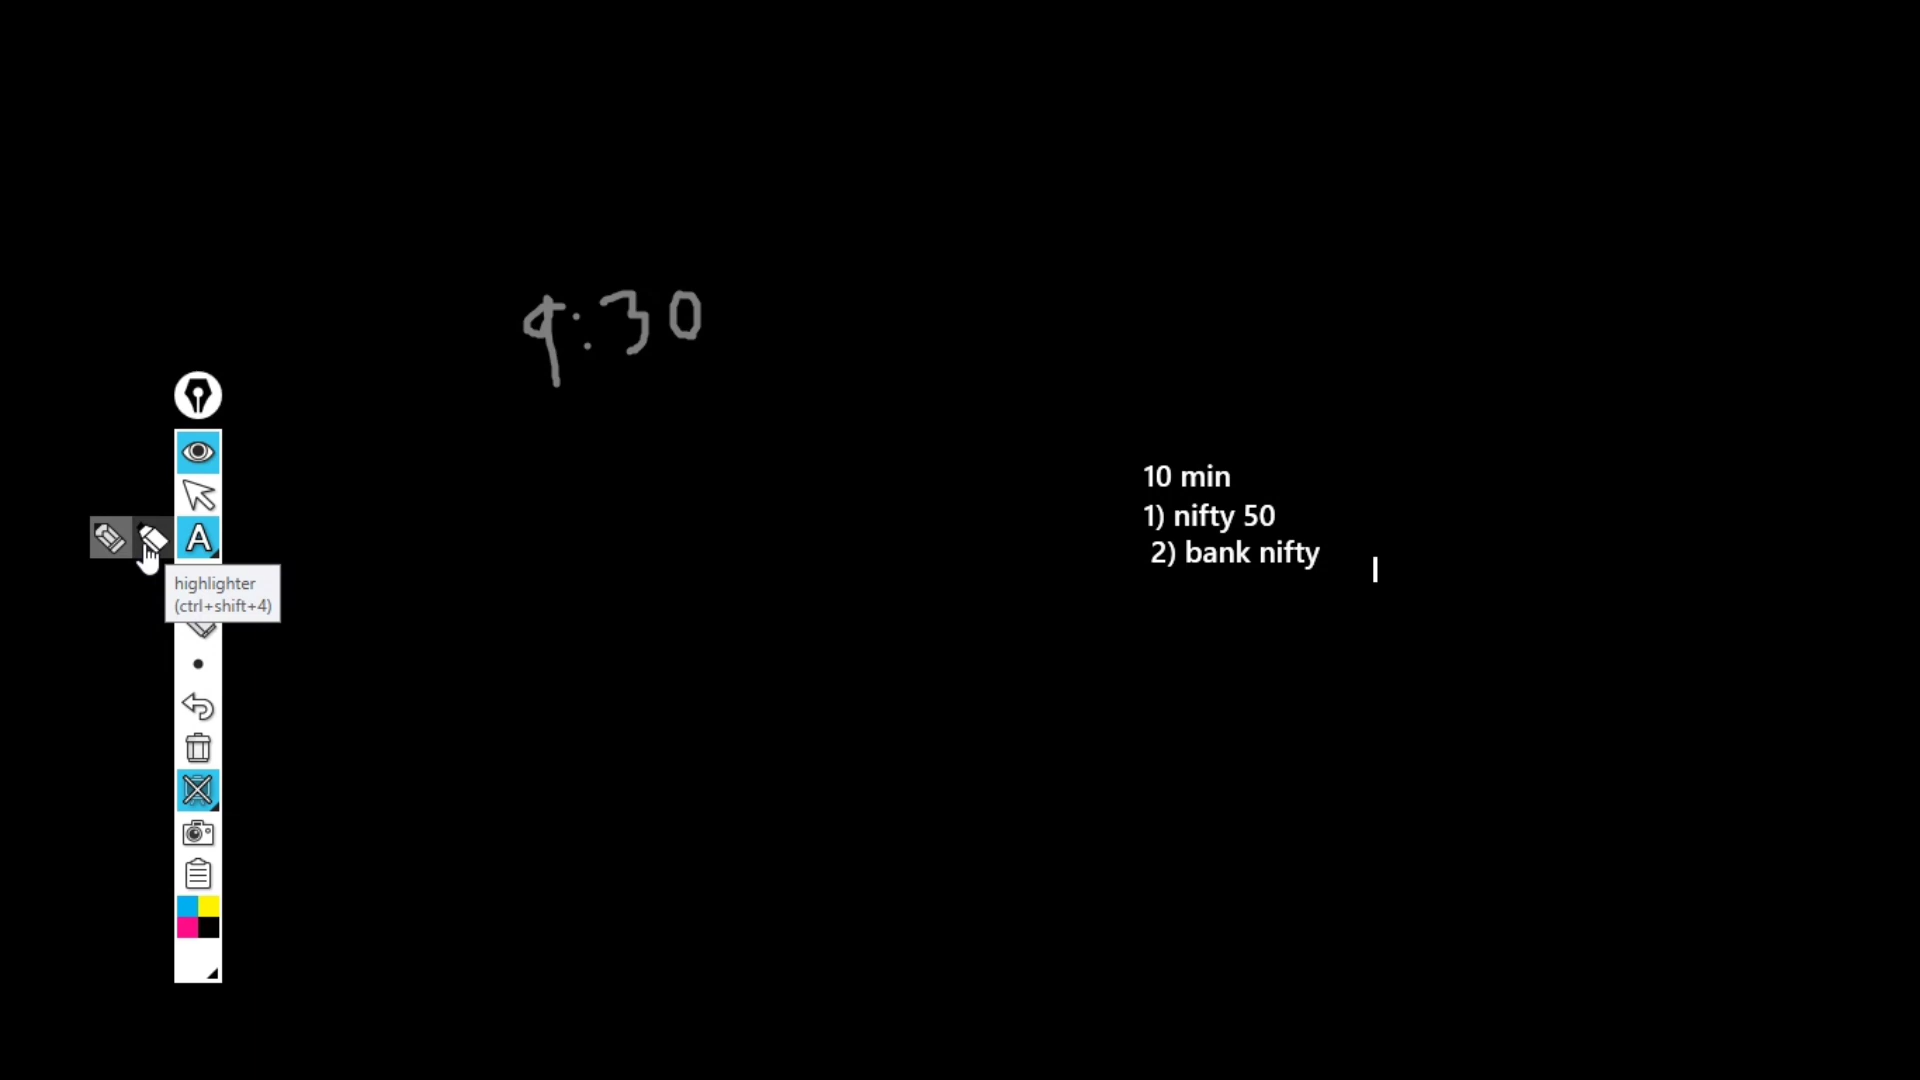 9:30
10 min
1) nifty 50
2) bank nifty
A
highlighter
(ctrl+shift+4)